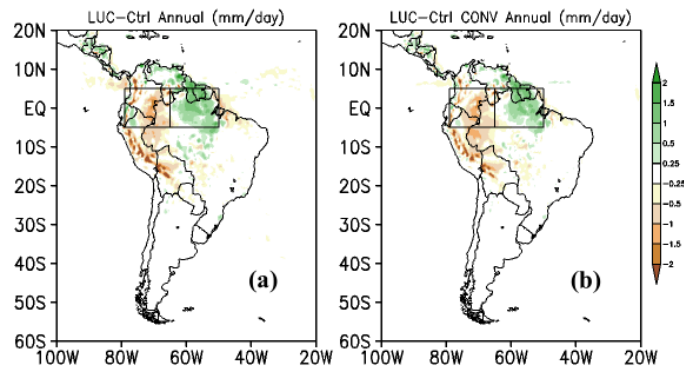 LUC-Ctrl Annual (mm/day)
LUC-Ctrl CONV Annual (mm/day)
20N
10N
EQ
10S
20S
30S
40S
50S
60S
100W
80W
60W
40W
20W
(a)
20N
10N
EQ
10S
20S
30S
40S
50S
60S
100W
80W
60W
40W
20W
(b)
2
1.5
1
0.5
0.25
-0.25
-0.5
-1
-1.5
-2